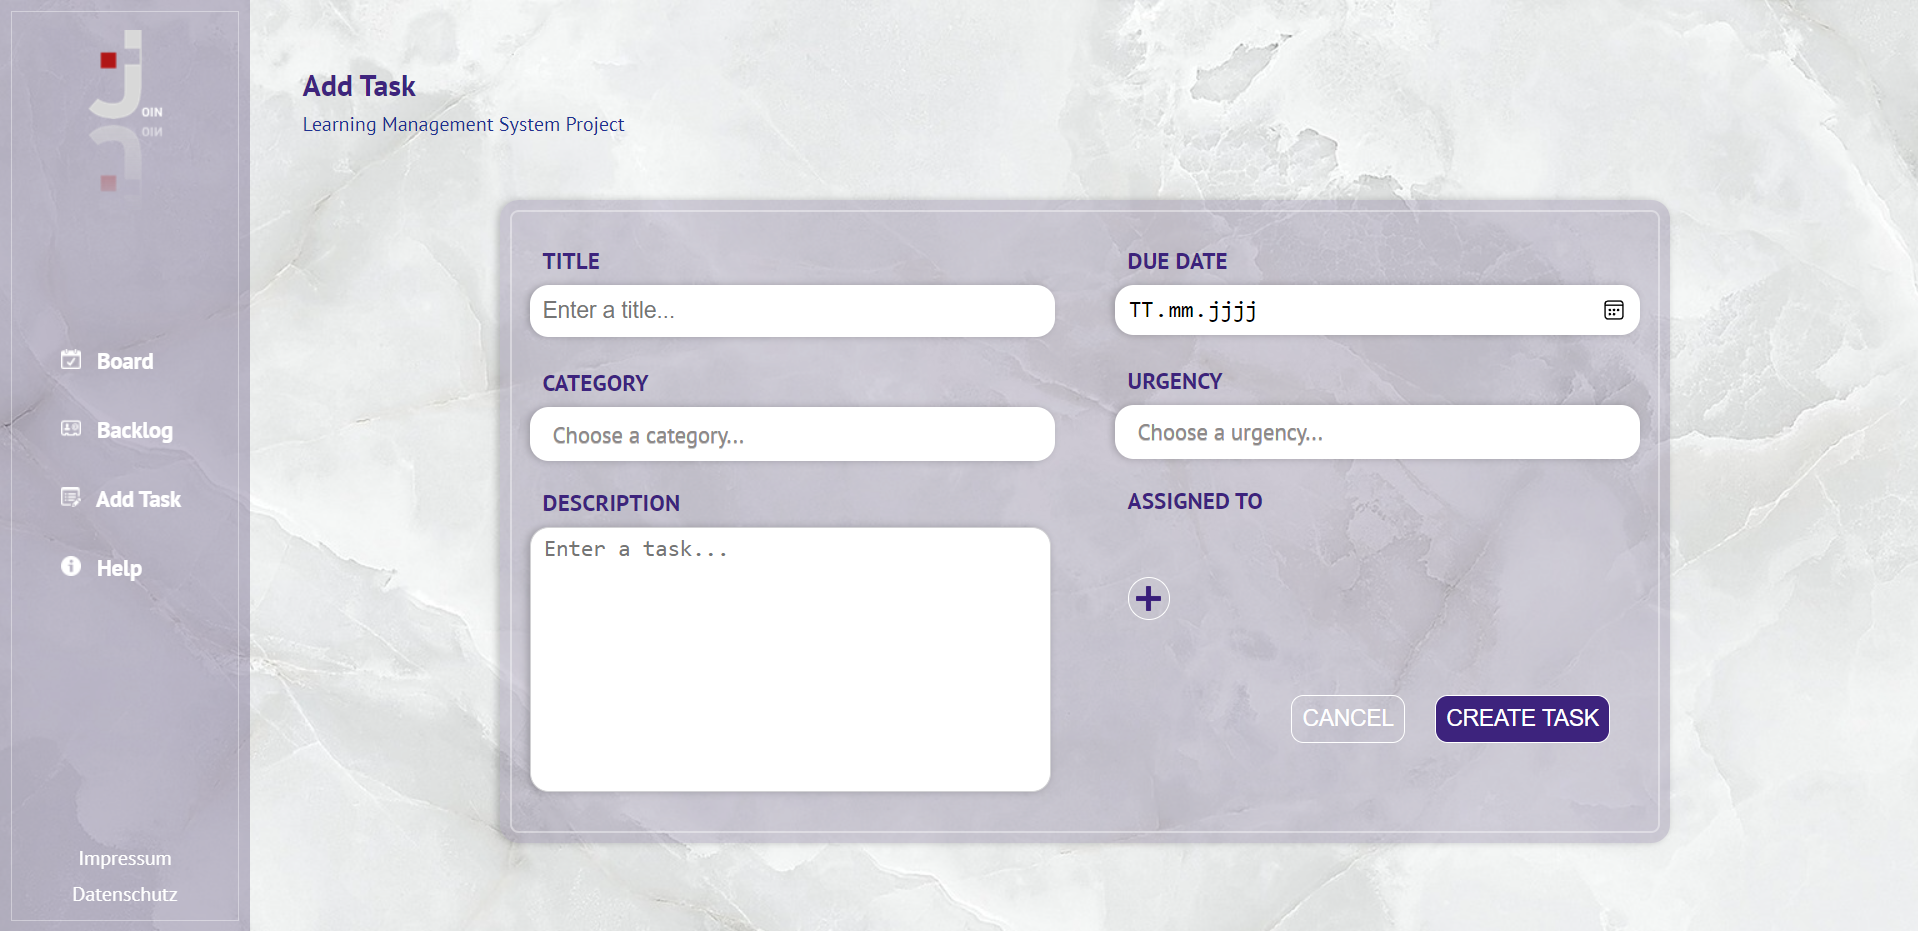 OIN
Board
Backlog
Add Task
Help
Impressum
Datenschutz
Add Task
Learning Management System Project
TITLE
Enter a title...
CATEGORY
Choose a category...
DESCRIPTION
Enter a task...
DUE DATE
TT.mm.jjjj
URGENCY
Choose a urgency...
ASSIGNED TO
CANCEL
CREATE TASK